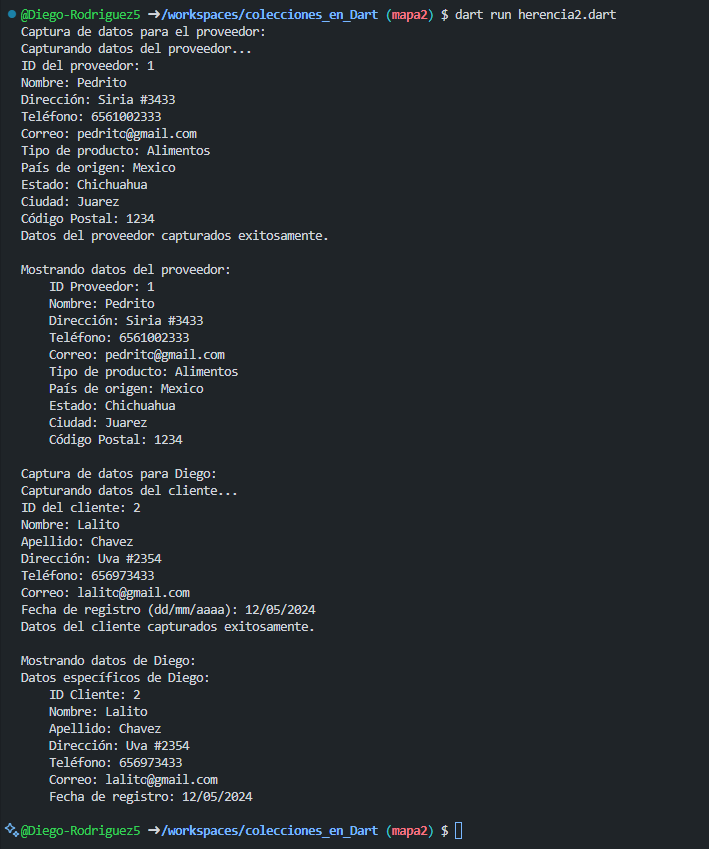 @Diego-Rodriguez5 ➜/workspaces/colecciones_en_Dart (mapa2) $ dart run herencia2.dart
Captura de datos para el proveedor:
Capturando datos del proveedor...
ID del proveedor: 1
Nombre: Pedrito
Dirección: Siria #3433
Teléfono: 6561002333
Correo: pedrito@gmail.com
Tipo de producto: Alimentos
País de origen: Mexico
Estado: Chichuahua
Ciudad: Juarez
Código Postal: 1234
Datos del proveedor capturados exitosamente.

Mostrando datos del proveedor:
    ID Proveedor: 1
    Nombre: Pedrito
    Dirección: Siria #3433
    Teléfono: 6561002333
    Correo: pedrito@gmail.com
    Tipo de producto: Alimentos
    País de origen: Mexico
    Estado: Chichuahua
    Ciudad: Juarez
    Código Postal: 1234

Captura de datos para Diego:
Capturando datos del cliente...
ID del cliente: 2
Nombre: Lalito
Apellido: Chavez
Dirección: Uva #2354
Teléfono: 656973433
Correo: lalito@gmail.com
Fecha de registro (dd/mm/aaaa): 12/05/2024
Datos del cliente capturados exitosamente.

Mostrando datos de Diego:
Datos específicos de Diego:
    ID Cliente: 2
    Nombre: Lalito
    Apellido: Chavez
    Dirección: Uva #2354
    Teléfono: 656973433
    Correo: lalito@gmail.com
    Fecha de registro: 12/05/2024

@Diego-Rodriguez5 ➜/workspaces/colecciones_en_Dart (mapa2) $